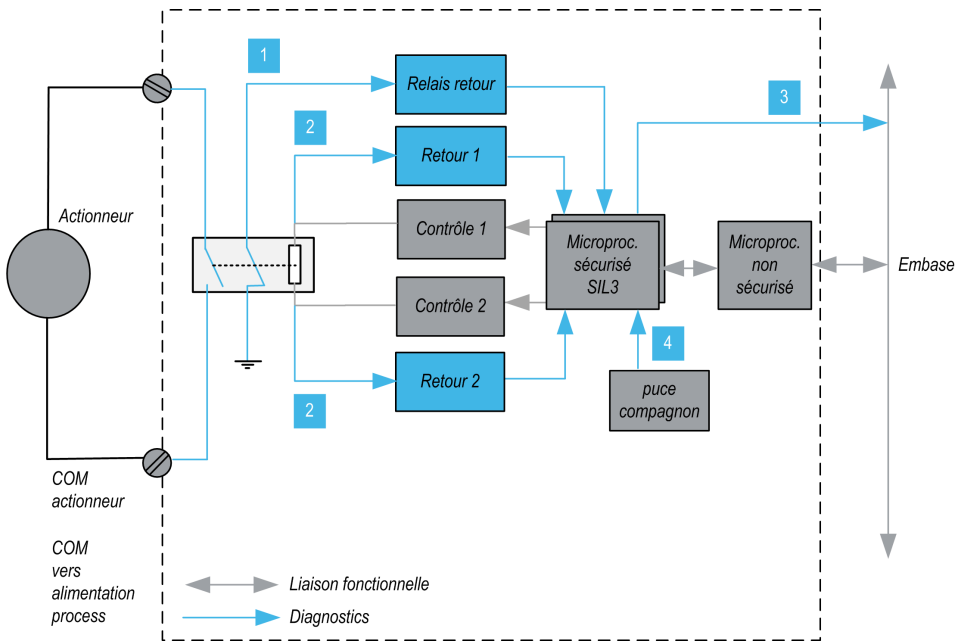 1
Relais retour
3
2
Retour 1
Actionneur
Contrôle 1
Microproc.
sécurisé
SIL3
Microproc.
non
sécurisé
Embase
Contrôle 2
4
Retour 2
2
puce
compagnon
COM
actionneur
COM
vers
alimentation
process
Liaison fonctionnelle
Diagnostics